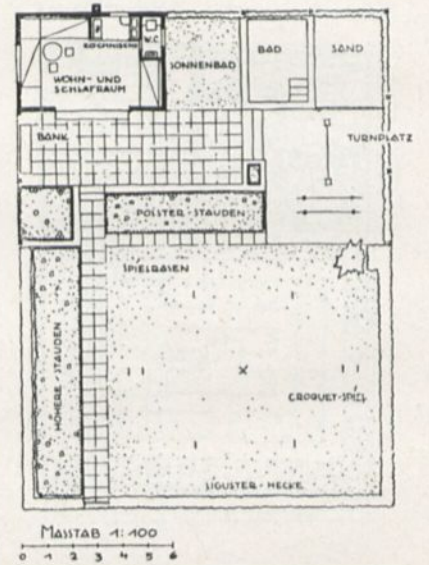 KOCHNISCHE
W.C.
WOHN- UND
SCHLAFRAUM
SONNENBAD
BAD
SAND
BANK
TURNPLATZ
POLSTER-STAUDEN
SPIELRASEN
HÖHERE-STAUDEN
CROQUET-SPIEL
LIGUSTER-HECKE
MASSTAB 1:100
0 1 2 3 4 5 6